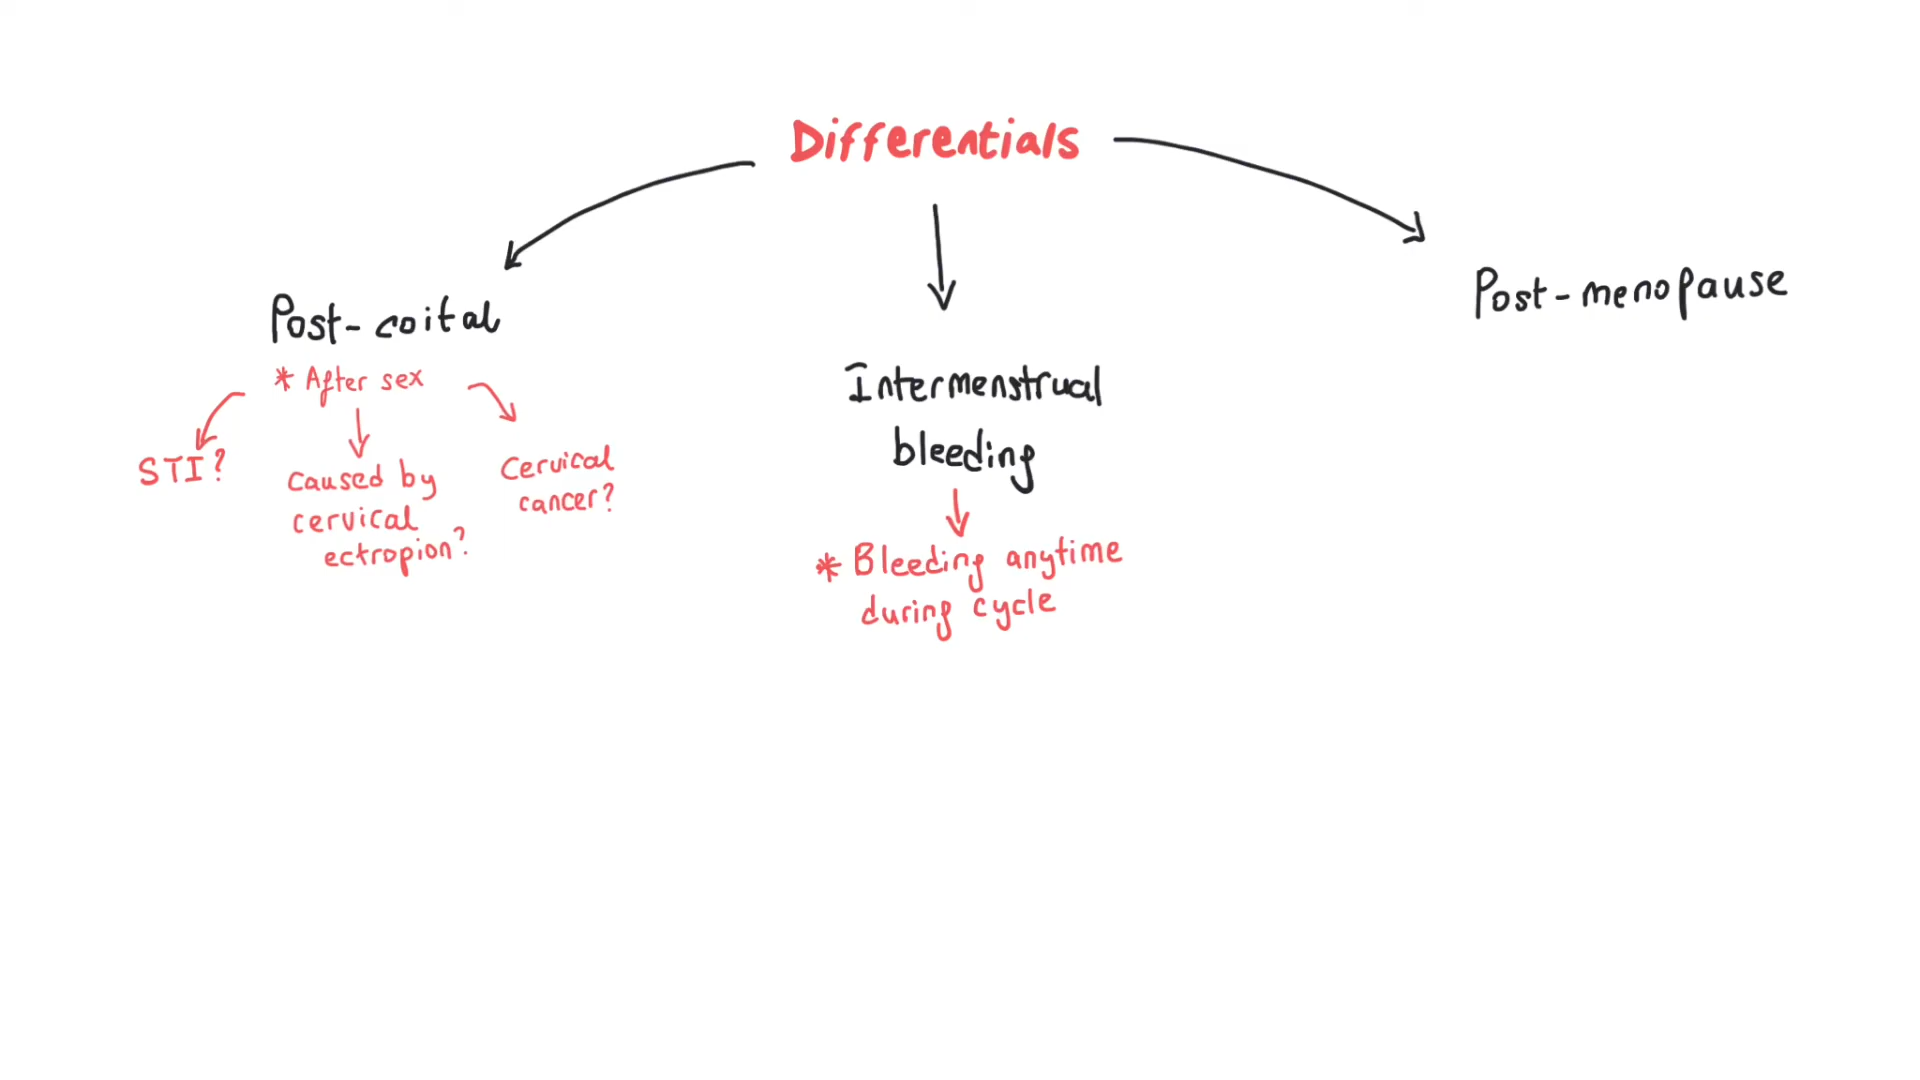 Differentials
Post-coital
* After sex
STI?
Caused by
cervical
ectropion?
Cervical
cancer?
Intermenstrual
bleeding
* Bleeding anytime
during cycle
Post-menopause